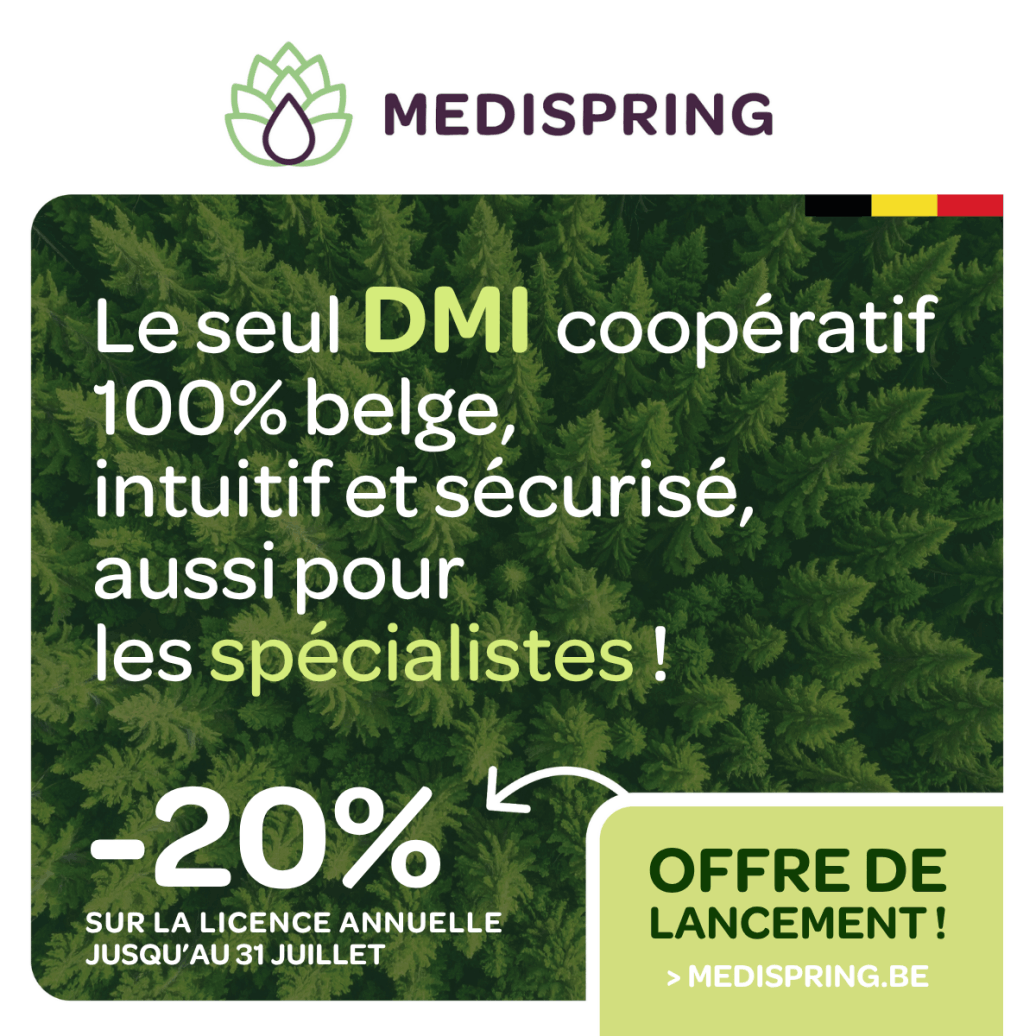 MEDISPRING
Le seul DMI coopératif
100% belge,
intuitif et sécurisé,
aussi pour
les spécialistes !
-20%
SUR LA LICENCE ANNUELLE
JUSQU'AU 31 JUILLET
OFFRE DE
LANCEMENT !
> MEDISPRING.BE